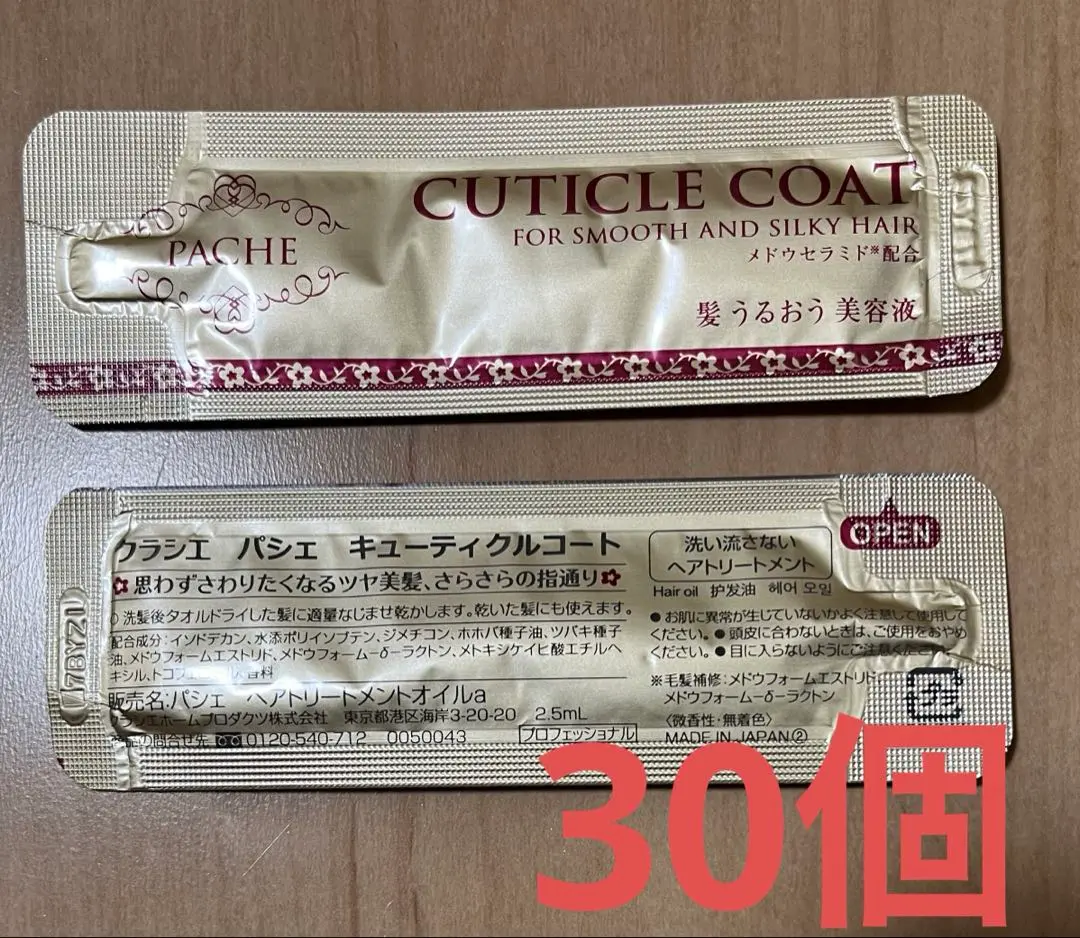 PACHE
CUTICLE COAT
FOR SMOOTH AND SILKY HAIR
メドウセラミド※配合
髪 うるおう 美容液
クラシエ パシェ キューティクルコート
思わずさわりたくなるツヤ美髪、さらさらの指通り
洗髪後タオルドライした髪に適量なじませ乾かします。乾いた髪にも使えます。
配合成分:イソドデカン、水添ポリイソブテン、ジメチコン、ホホバ種子油、ツバキ種子
油、メドウフォームエストリド、メドウフォーム-δ-ラクトン、メトキシケイヒ酸エチルヘ
キシル、トコフェロール、香料
販売名:パシェ ヘアトリートメントオイルa
クラシエホームプロダクツ株式会社 東京都港区海岸3-20-20 2.5mL
製品の問合せ先 0120-540-712 0050043 プロフェッショナル
洗い流さない
ヘアトリートメント
Hair oil 护发油 헤어 오일
●お肌に異常が生じていないかよく注意して使用して
ください。●頭皮に合わないときは、ご使用をおやめ
ください。●目に入らないようにご注意ください。
※毛髪補修:メドウフォームエストリド、
メドウフォーム-δ-ラクトン
〈微香性・無着色〉
MADE IN JAPAN②
OPEN
プラ
7BYZ1
30個